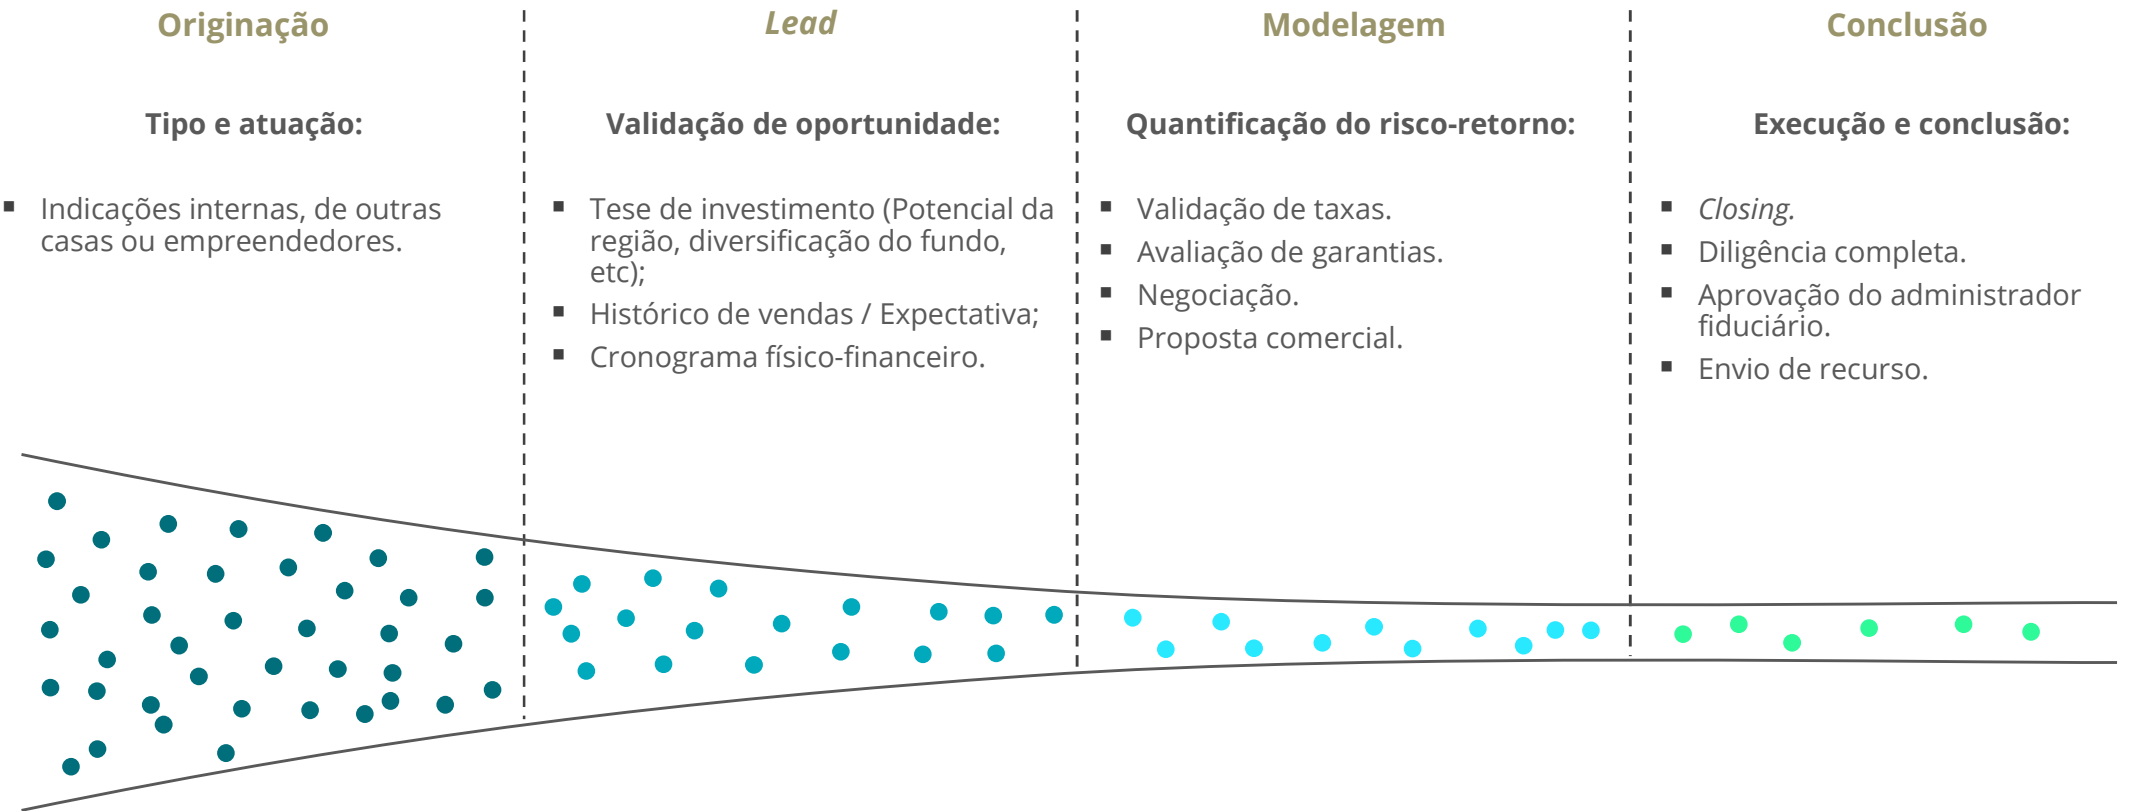 Originação
Tipo e atuação:
▪ Indicações internas, de outras
casas ou empreendedores.
Lead
Validação de oportunidade:
▪ Tese de investimento (Potencial da
região, diversificação do fundo,
etc);
▪ Histórico de vendas / Expectativa;
▪ Cronograma físico-financeiro.
Modelagem
Quantificação do risco-retorno:
▪ Validação de taxas.
▪ Avaliação de garantias.
▪ Negociação.
▪ Proposta comercial.
Conclusão
Execução e conclusão:
▪ Closing.
▪ Diligência completa.
▪ Aprovação do administrador
fiduciário.
▪ Envio de recurso.